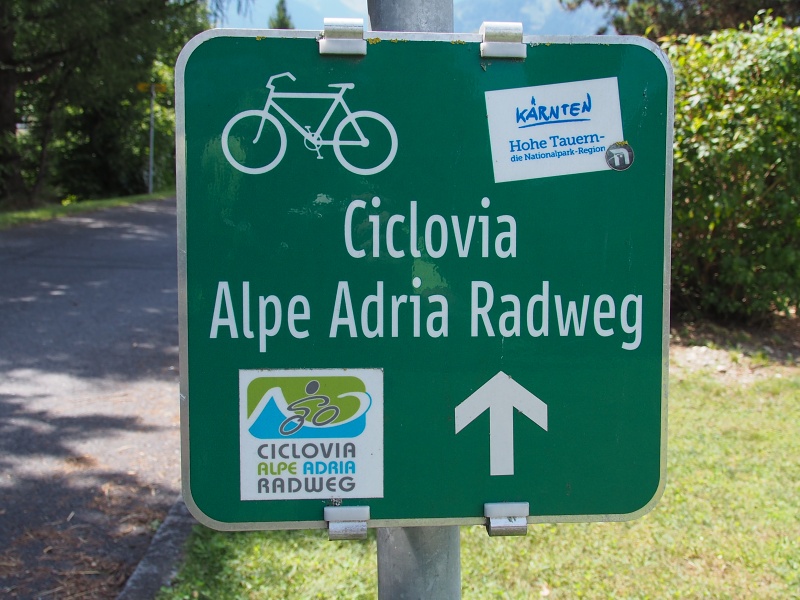 KÄRNTEN
Hohe Tauern-
die Nationalpark-Region
Ciclovia
Alpe Adria Radweg
CICLOVIA
ALPE ADRIA
RADWEG